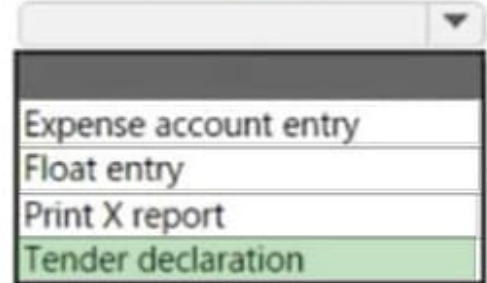 Expense account entry
Float entry
Print X report
Tender declaration